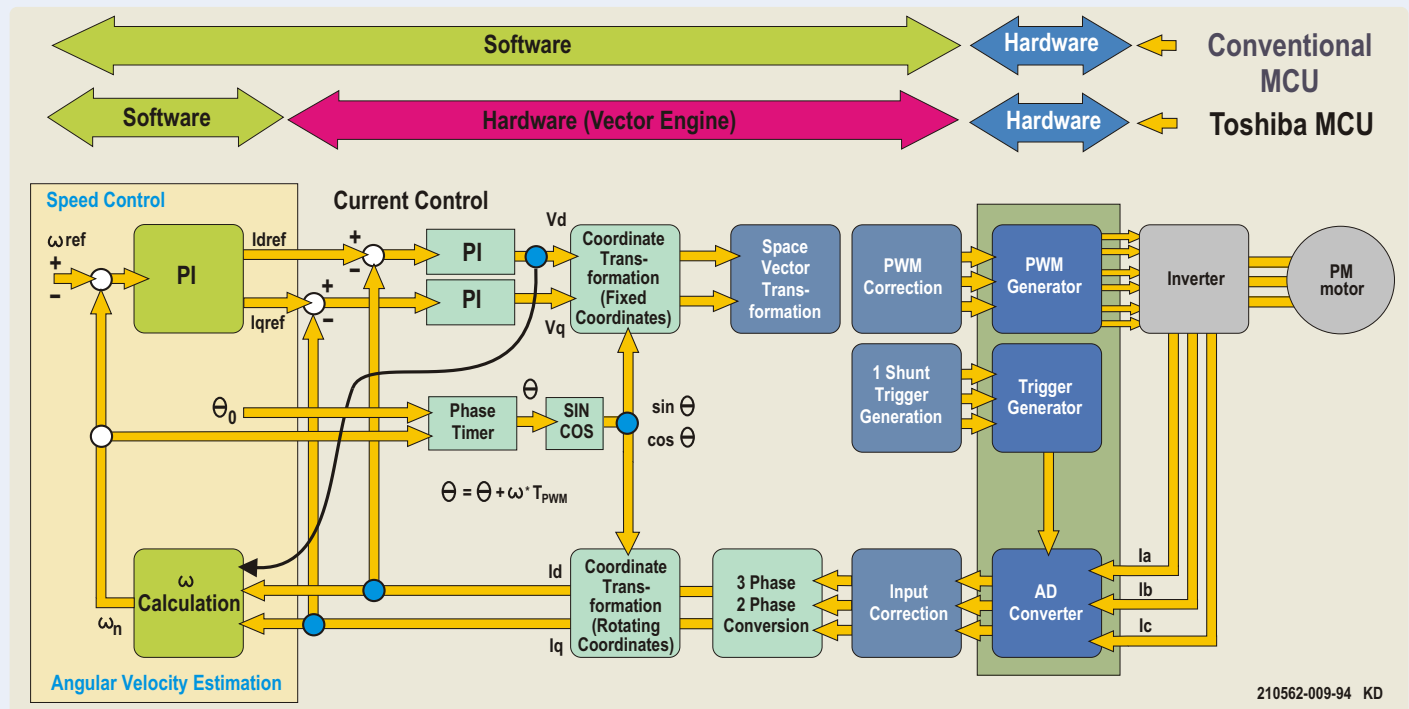 Software
Hardware
Conventional
MCU
Software
Hardware (Vector Engine)
Hardware
Toshiba MCU
Speed Control
Current Control
ω ref
+
−
PI
Idref
Iqref
+
−
+
−
PI
PI
Vd
Vq
Coordinate
Trans-
formation
(Fixed
Coordinates)
Space
Vector
Trans-
formation
PWM
Correction
PWM
Generator
Inverter
PM
motor
1 Shunt
Trigger
Generation
Trigger
Generator
Θ0
Phase
Timer
Θ
SIN
COS
sin Θ
cos Θ
Θ = Θ + ω* TPWM
ω
Calculation
ωn
Id
Iq
Coordinate
Trans-
formation
(Rotating
Coordinates)
3 Phase
2 Phase
Conversion
Input
Correction
AD
Converter
Ia
Ib
Ic
Angular Velocity Estimation
210562-009-94 KD